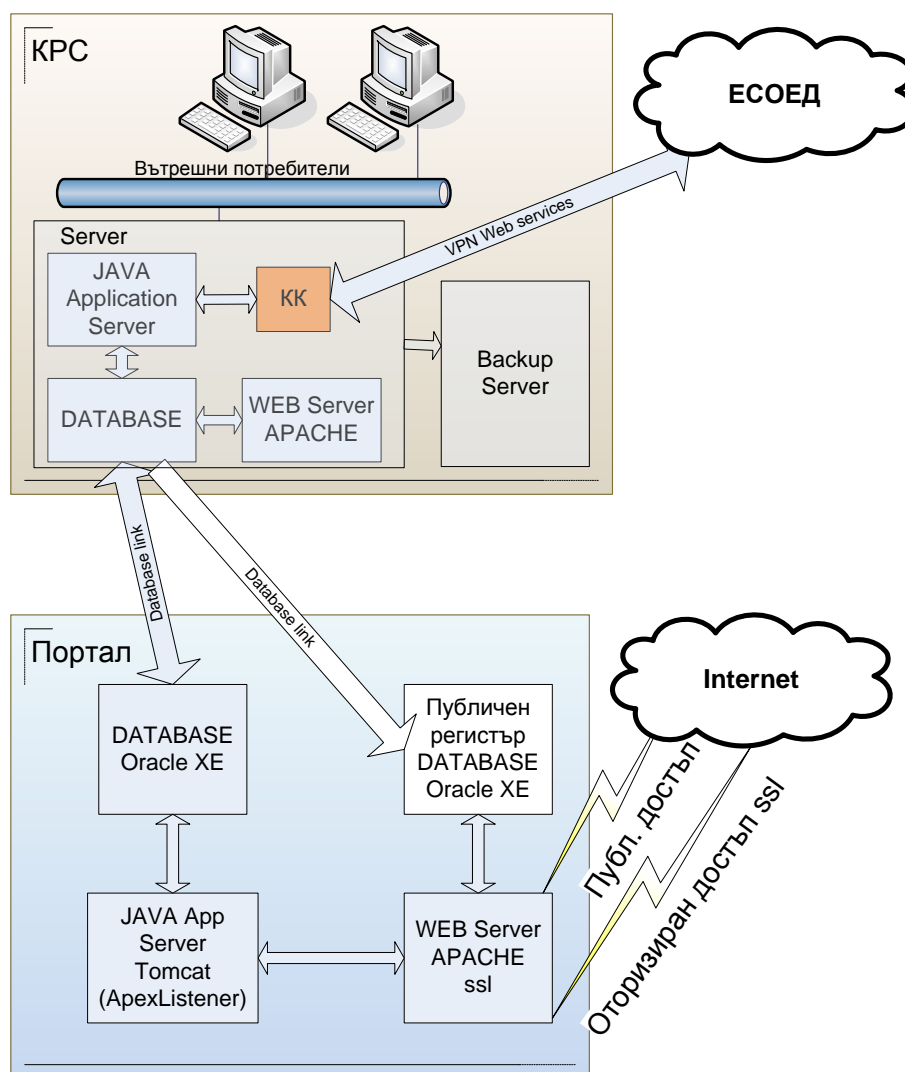 КРС
ЕСОЕД
Вътрешни потребители
VPN Web services
Server
JAVA
Application
Server
КК
Backup
Server
DATABASE
WEB Server
APACHE
Database link
Database link
Портал
Internet
DATABASE
Oracle XE
Публичен
регистър
DATABASE
Oracle XE
Публ. достъп
Оторизиран достъп ssl
JAVA App
Server
Tomcat
(ApexListener)
WEB Server
APACHE
ssl